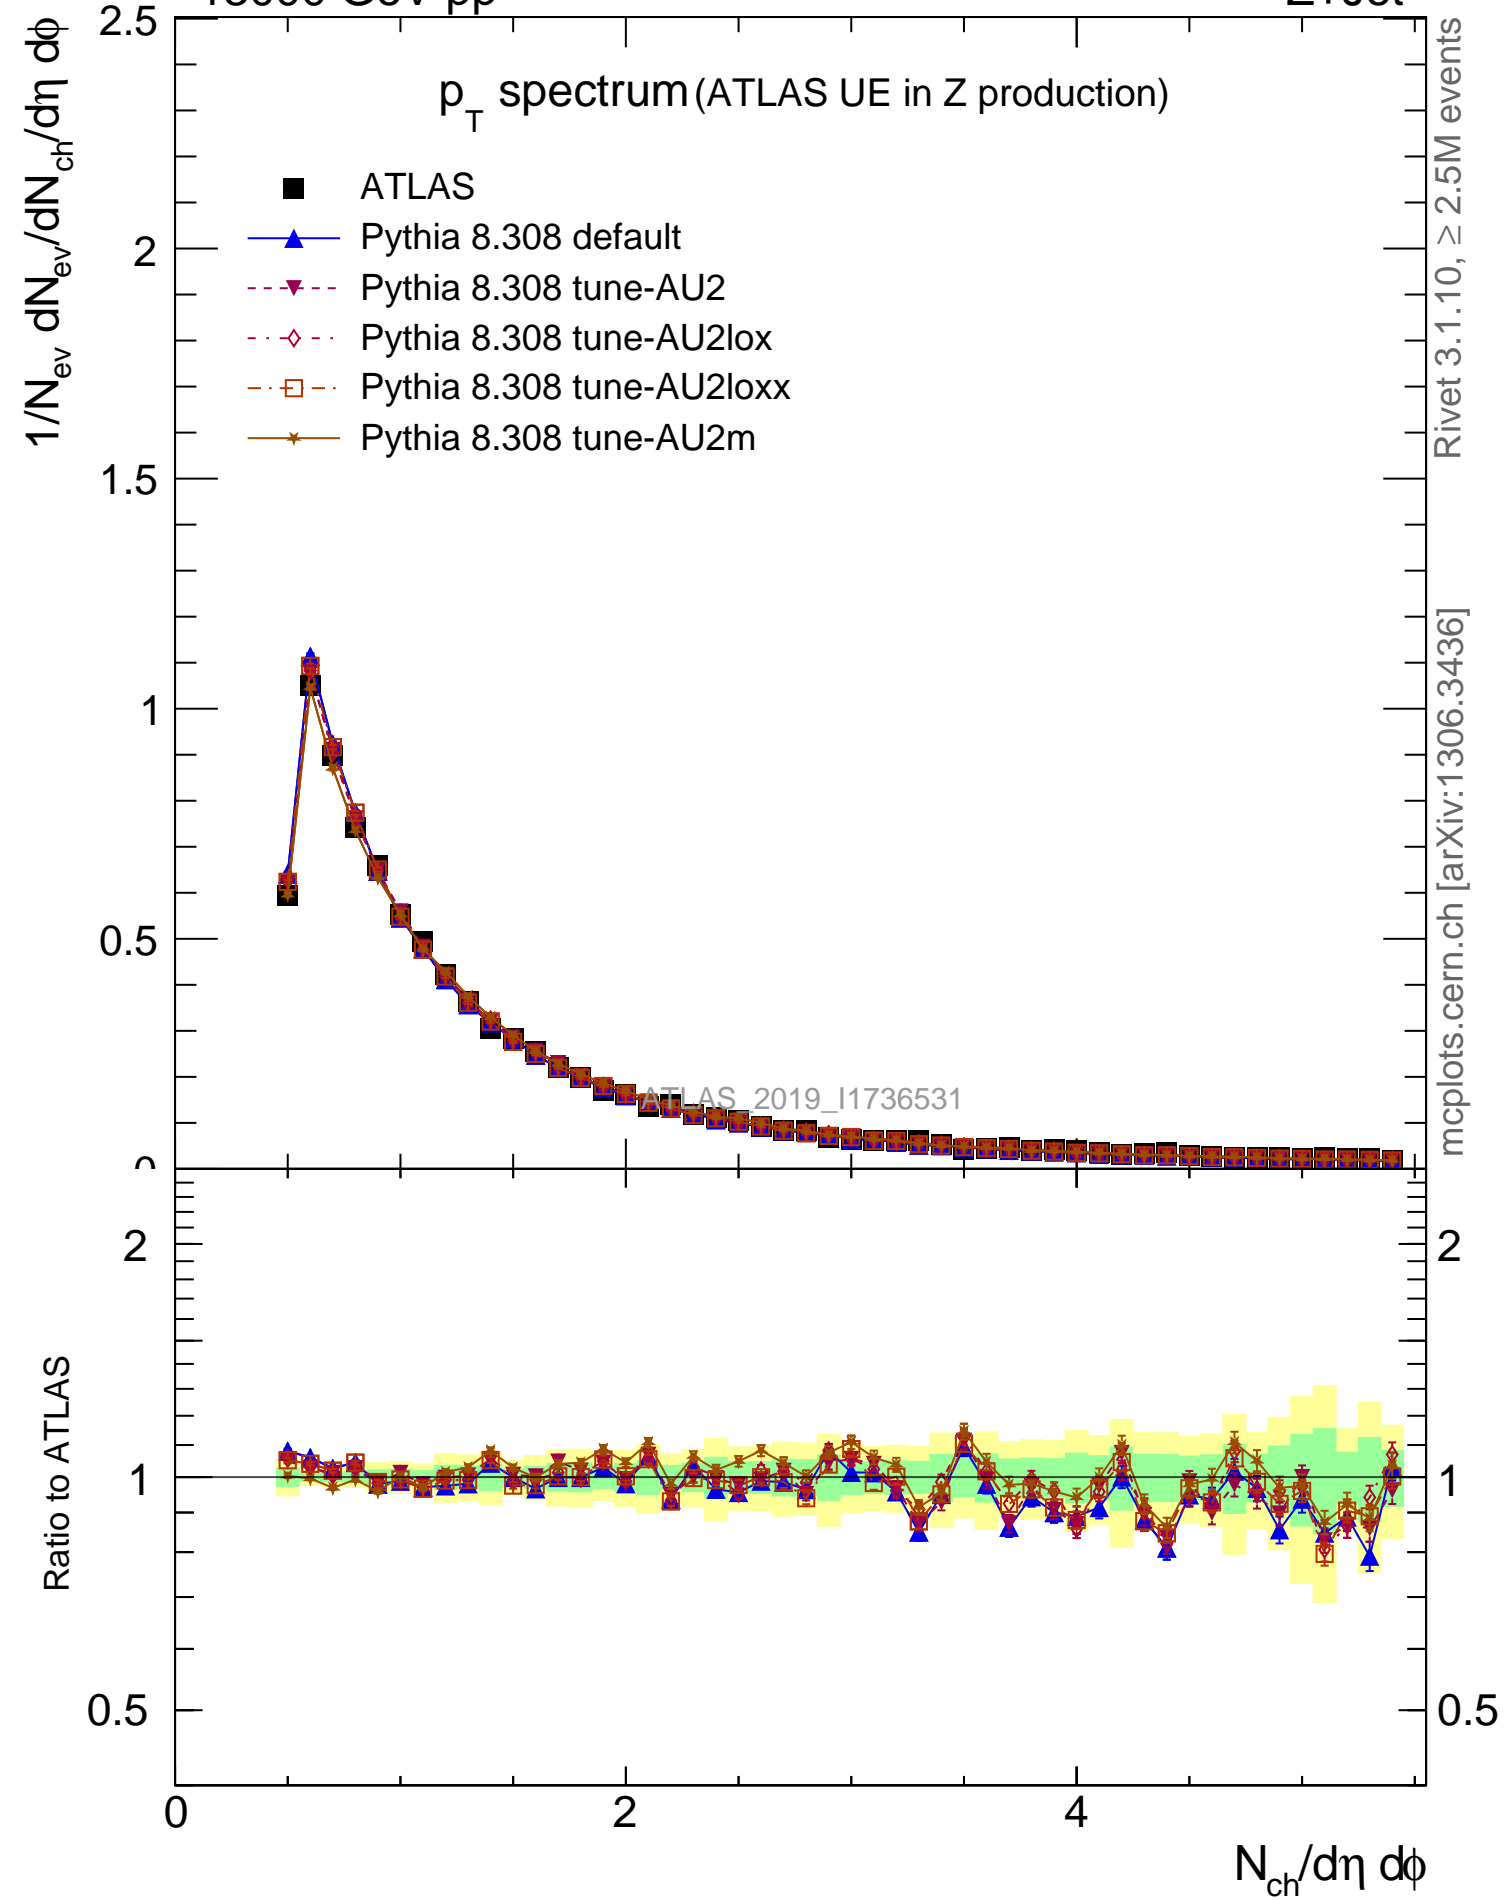 2.5
p_T spectrum (ATLAS UE in Z production)
ATLAS
Pythia 8.308 default
Pythia 8.308 tune-AU2
Pythia 8.308 tune-AU2lox
Pythia 8.308 tune-AU2loxx
Pythia 8.308 tune-AU2m
1/N_ev dN_ev/dN_ch/dη dϕ
2
1.5
1
0.5
ATLAS_2019_I1736531
Rivet 3.1.10, ≥ 2.5M events
mcplots.cern.ch [arXiv:1306.3436]
Ratio to ATLAS
2
1
0.5
2
1
0.5
0
2
4
N_ch/dη dϕ